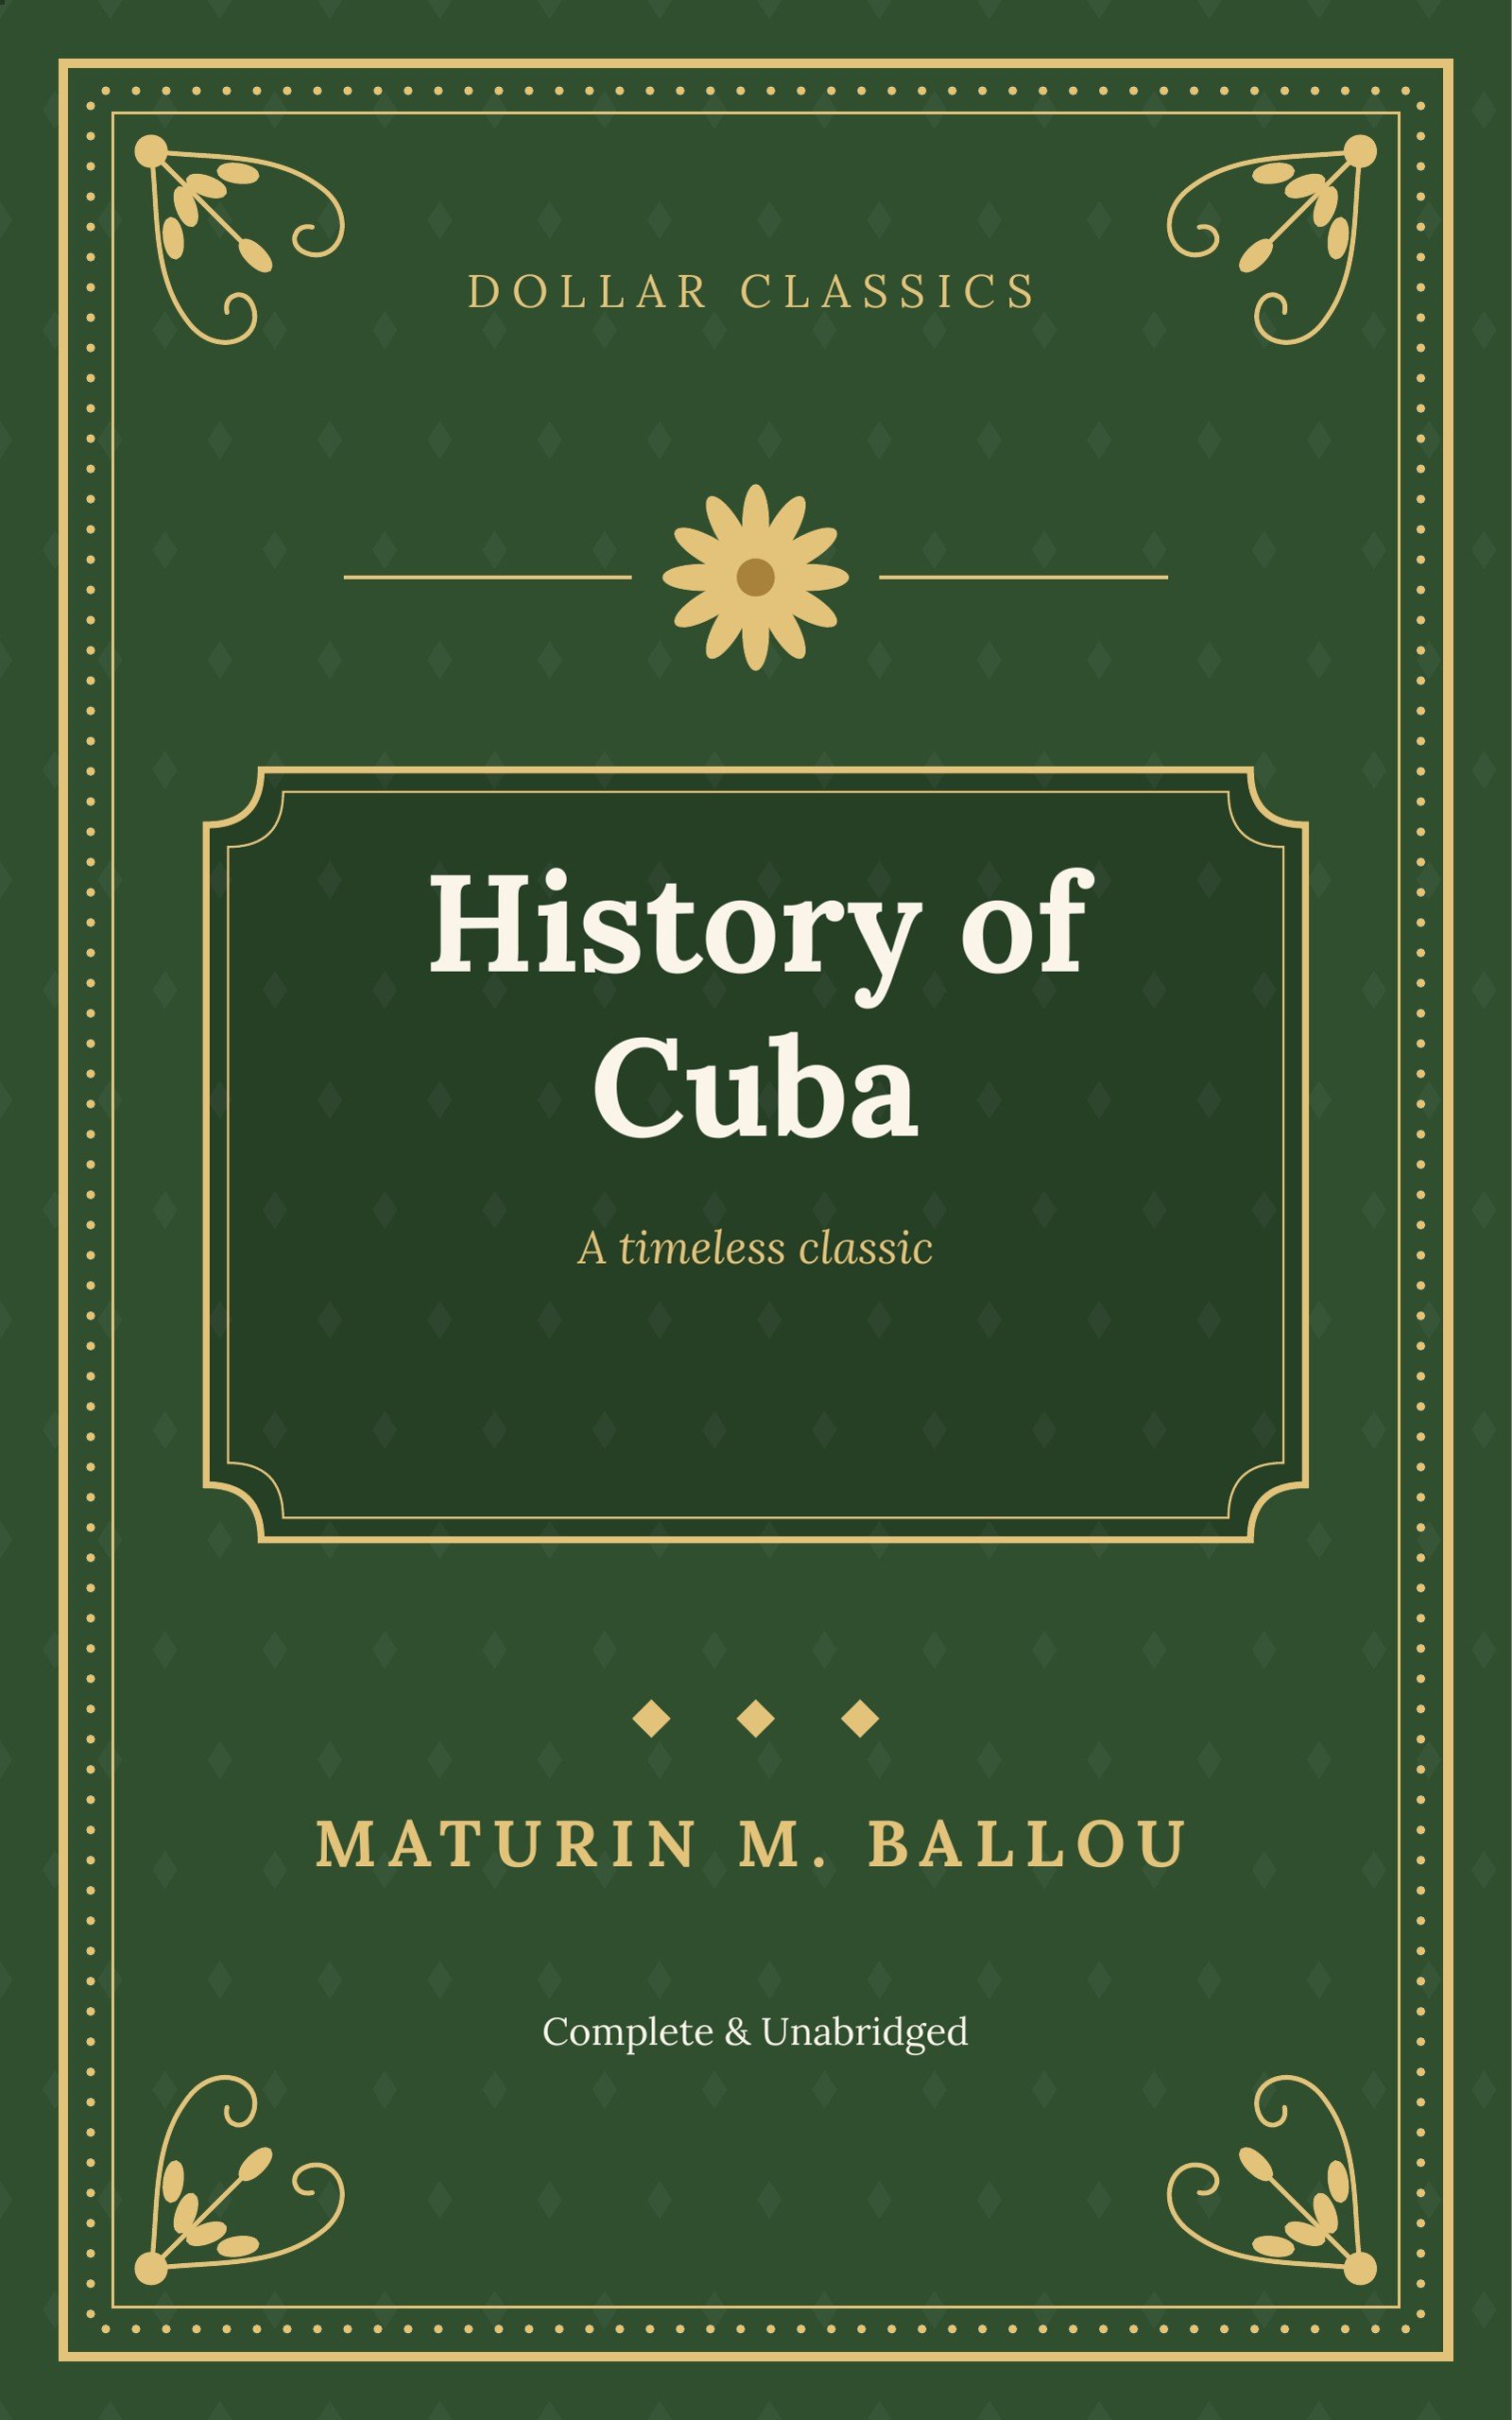 DOLLAR CLASSICS
History of
Cuba
A timeless classic
MATURIN M. BALLOU
Complete & Unabridged